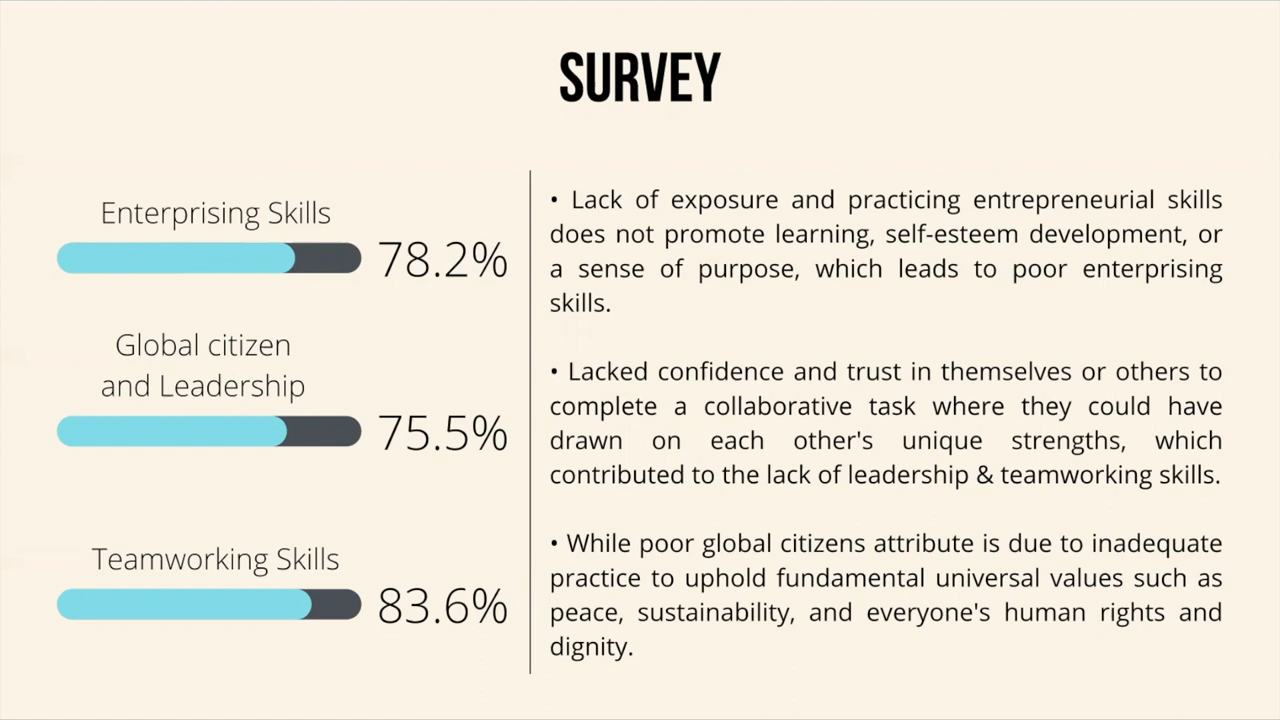 SURVEY
Enterprising Skills
78.2%
Global citizen
and Leadership
75.5%
Teamworking Skills
83.6%
• Lack of exposure and practicing entrepreneurial skills
does not promote learning, self-esteem development, or
a sense of purpose, which leads to poor enterprising
skills.
• Lacked confidence and trust in themselves or others to
complete a collaborative task where they could have
drawn on each other's unique strengths, which
contributed to the lack of leadership & teamworking skills.
• While poor global citizens attribute is due to inadequate
practice to uphold fundamental universal values such as
peace, sustainability, and everyone's human rights and
dignity.